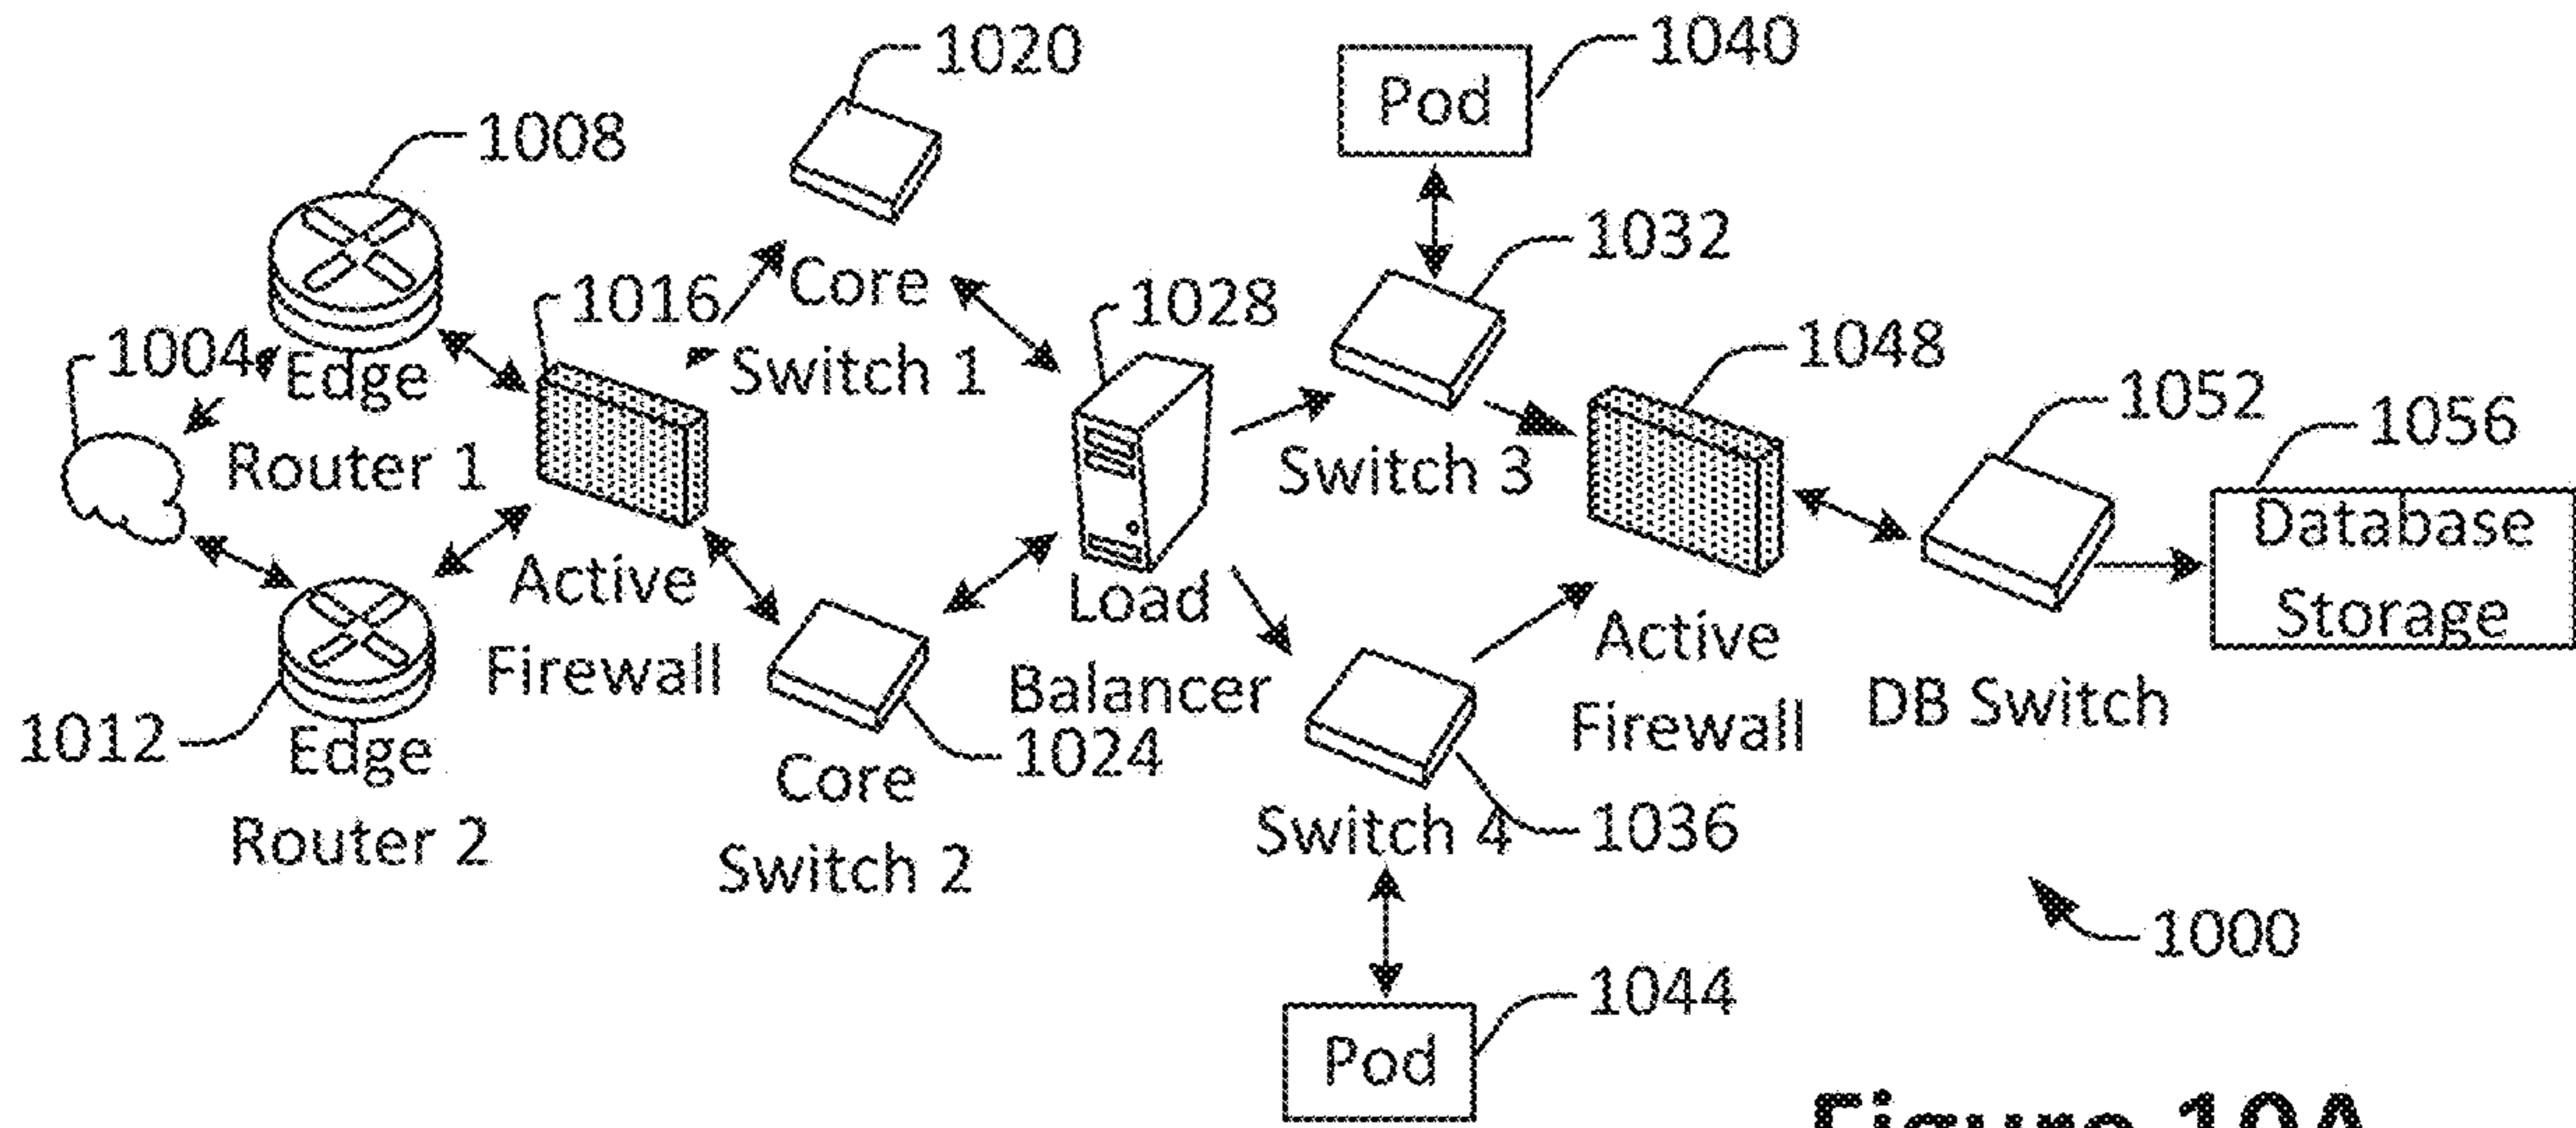 1020
1040
Pod
1008
1032
Core
Switch 1
1016
1028
1004
Edge
Router 1
1048
1052
1056
Switch 3
Database
Storage
Active
Firewall
Load
Balancer
Active
Firewall
DB Switch
1012
Edge
Router 2
1024
Core
Switch 2
Switch 4
1036
1000
1044
Pod
Figure 10A